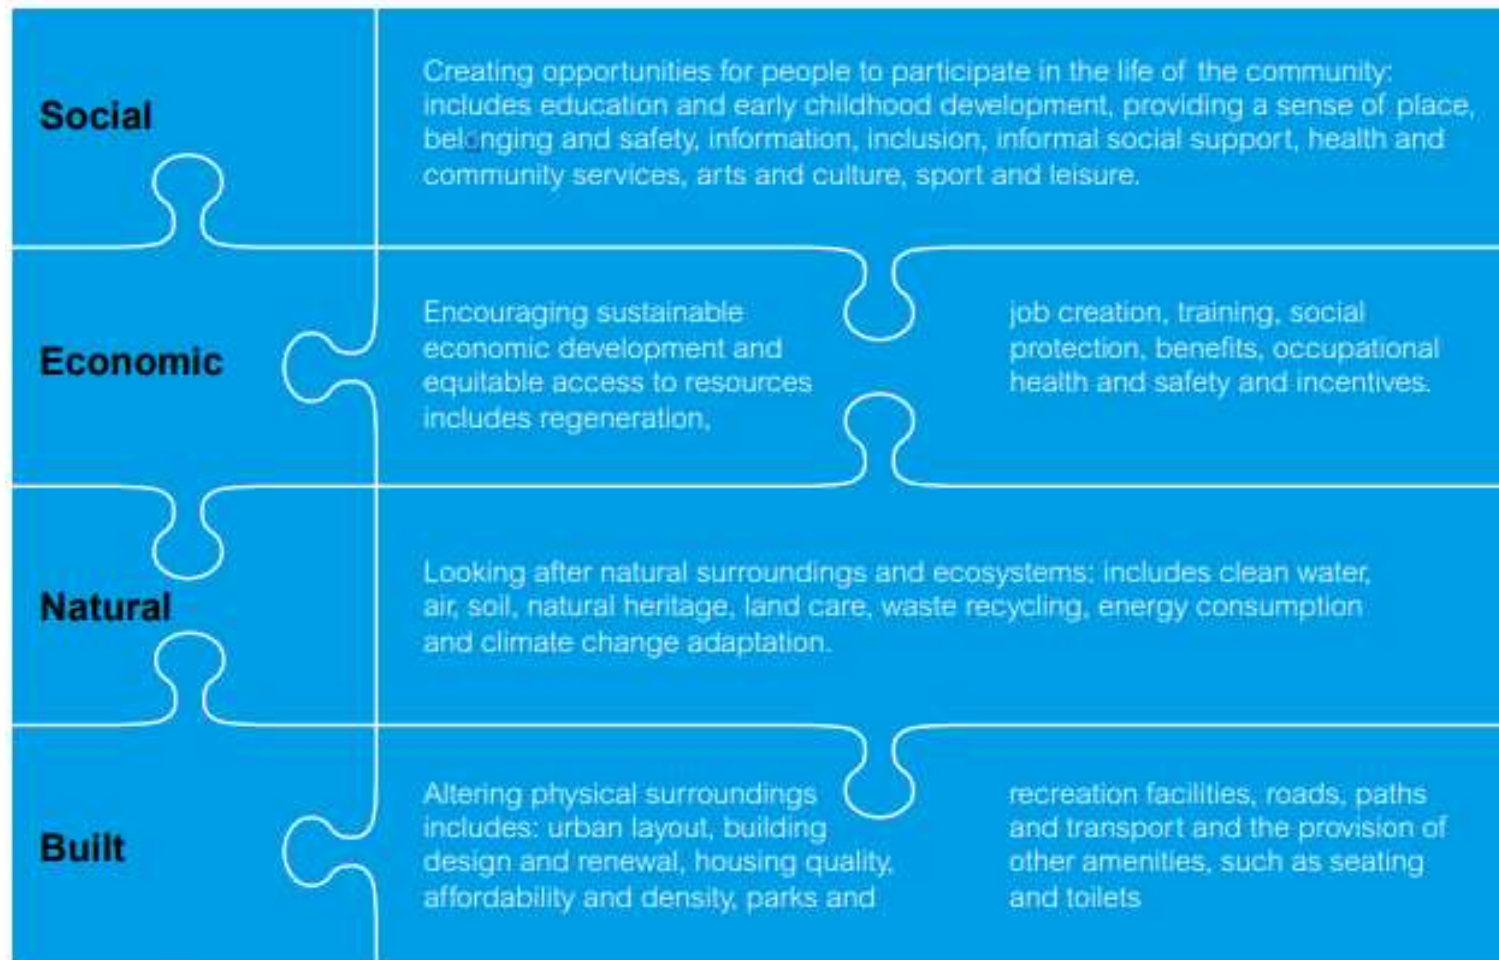 Social
Creating opportunities for people to participate in the life of the community:
includes education and early childhood development, providing a sense of place,
belonging and safety, information, inclusion, informal social support, health and
community services, arts and culture, sport and leisure.
Economic
Encouraging sustainable
economic development and
equitable access to resources
includes regeneration,
job creation, training, social
protection, benefits, occupational
health and safety and incentives.
Natural
Looking after natural surroundings and ecosystems: includes clean water,
air, soil, natural heritage, land care, waste recycling, energy consumption
and climate change adaptation.
Built
Altering physical surroundings
includes: urban layout, building
design and renewal, housing quality,
affordability and density, parks and
recreation facilities, roads, paths
and transport and the provision of
other amenities, such as seating
and toilets